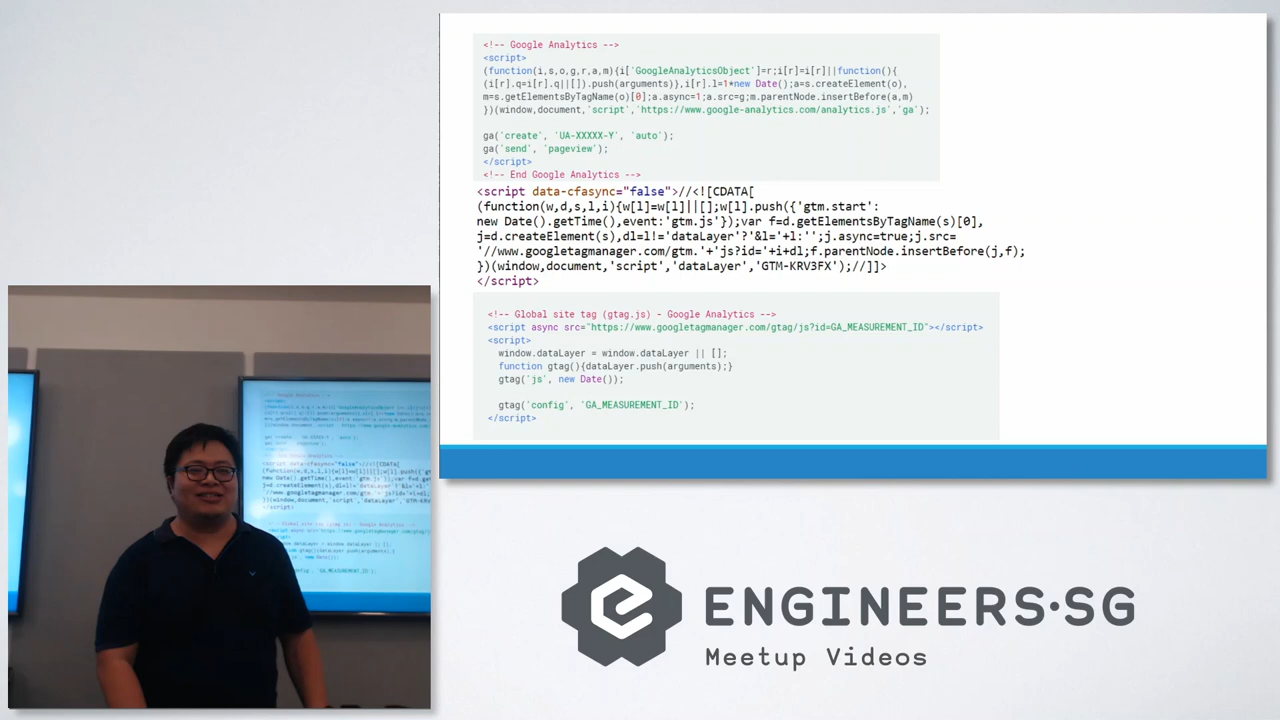 <!-- Google Analytics -->
<script>
(function(i,s,o,g,r,a,m){i['GoogleAnalyticsObject']=r;i[r]=i[r]||function(){
(i[r].q=i[r].q||[]).push(arguments)},i[r].l=1*new Date();a=s.createElement(o),
m=s.getElementsByTagName(o)[0];a.async=1;a.src=g;m.parentNode.insertBefore(a,m)
})(window,document,'script','https://www.google-analytics.com/analytics.js','ga');
ga('create', 'UA-XXXXX-Y', 'auto');
ga('send', 'pageview');
</script>
<!-- End Google Analytics -->
<script data-cfasync="false">//<![CDATA[
(function(w,d,s,l,i){w[l]=w[l]||[];w[l].push({'gtm.start':
new Date().getTime(),event:'gtm.js'});var f=d.getElementsByTagName(s)[0],
j=d.createElement(s),dl=l!='dataLayer'?'&l='+l:'';j.async=true;j.src=
'//www.googletagmanager.com/gtm.'+'js?id='+i+dl;f.parentNode.insertBefore(j,f);
})(window,document,'script','dataLayer','GTM-KRV3FX');//]]>
</script>
<!-- Global site tag (gtag.js) - Google Analytics -->
<script async src="https://www.googletagmanager.com/gtag/js?id=GA_MEASUREMENT_ID"></script>
<script>
window.dataLayer = window.dataLayer || [];
function gtag(){dataLayer.push(arguments);}
gtag('js', new Date());
gtag('config', 'GA_MEASUREMENT_ID');
</script>
ENGINEERS·SG
Meetup Videos